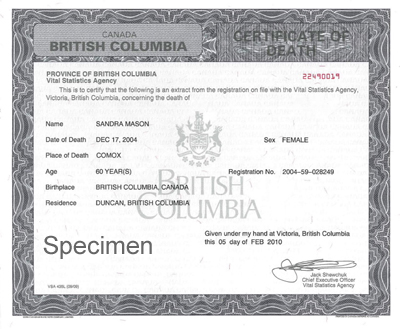 CANADA
BRITISH COLUMBIA
CERTIFICATE OF
DEATH
PROVINCE OF BRITISH COLUMBIA
Vital Statistics Agency
22490019
This is to certify that the following is an extract from the registration on file with the Vital Statistics Agency,
Victoria, British Columbia, concerning the death of
Name SANDRA MASON
Date of Death DEC 17, 2004 Sex FEMALE
Place of Death COMOX
Age 60 YEAR(S) Registration No. 2004-59-028249
Birthplace BRITISH COLUMBIA, CANADA
BRITISH
COLUMBIA
Residence DUNCAN, BRITISH COLUMBIA
Specimen
Given under my hand at Victoria, British Columbia
this 05 day of FEB 2010
Jack Shewchuk
Chief Executive Officer
Vital Statistics Agency